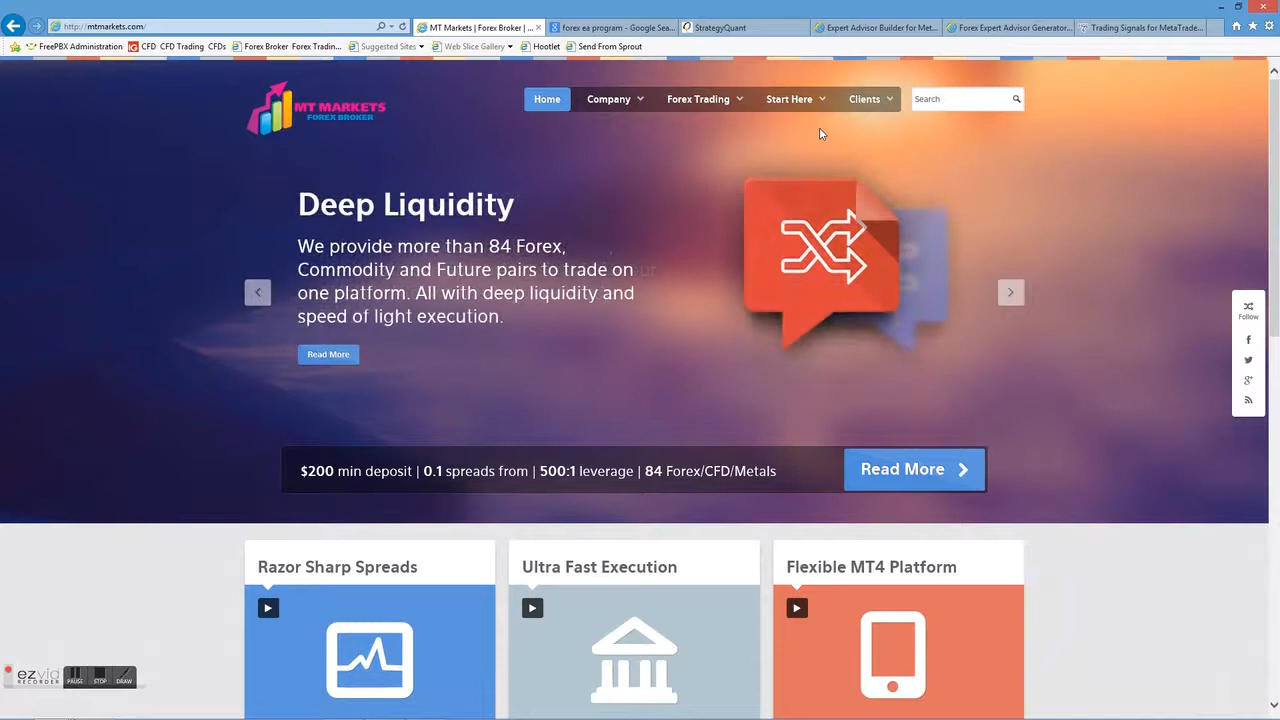 http://mtmarkets.com/
MT Markets | Forex Broker | ...
forex ea program - Google Sea...
StrategyQuant
Expert Advisor Builder for Met...
Forex Expert Advisor Generator...
Trading Signals for MetaTrade...
FreePBX Administration
CFD CFD Trading CFDs
Forex Broker Forex Tradin...
Suggested Sites
Web Slice Gallery
Hootlet
Send From Sprout
MT MARKETS
FOREX BROKER
Home
Company
Forex Trading
Start Here
Clients
Search
Deep Liquidity
We provide more than 84 Forex,
Commodity and Future pairs to trade on
one platform. All with deep liquidity and
speed of light execution.
Read More
Follow
$200 min deposit | 0.1 spreads from | 500:1 leverage | 84 Forex/CFD/Metals
Read More
Razor Sharp Spreads
Ultra Fast Execution
Flexible MT4 Platform
ezvid
RECORDER
PAUSE
STOP
DRAW